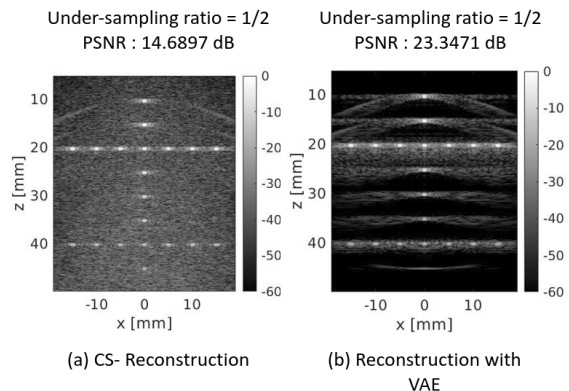 Under-sampling ratio = 1/2
PSNR : 14.6897 dB
Under-sampling ratio = 1/2
PSNR : 23.3471 dB
10
20
30
40
z [mm]
-10 0 10
x [mm]
0
-10
-20
-30
-40
-50
-60
10
20
30
40
z [mm]
-10 0 10
x [mm]
0
-10
-20
-30
-40
-50
-60
(a) CS- Reconstruction
(b) Reconstruction with
VAE